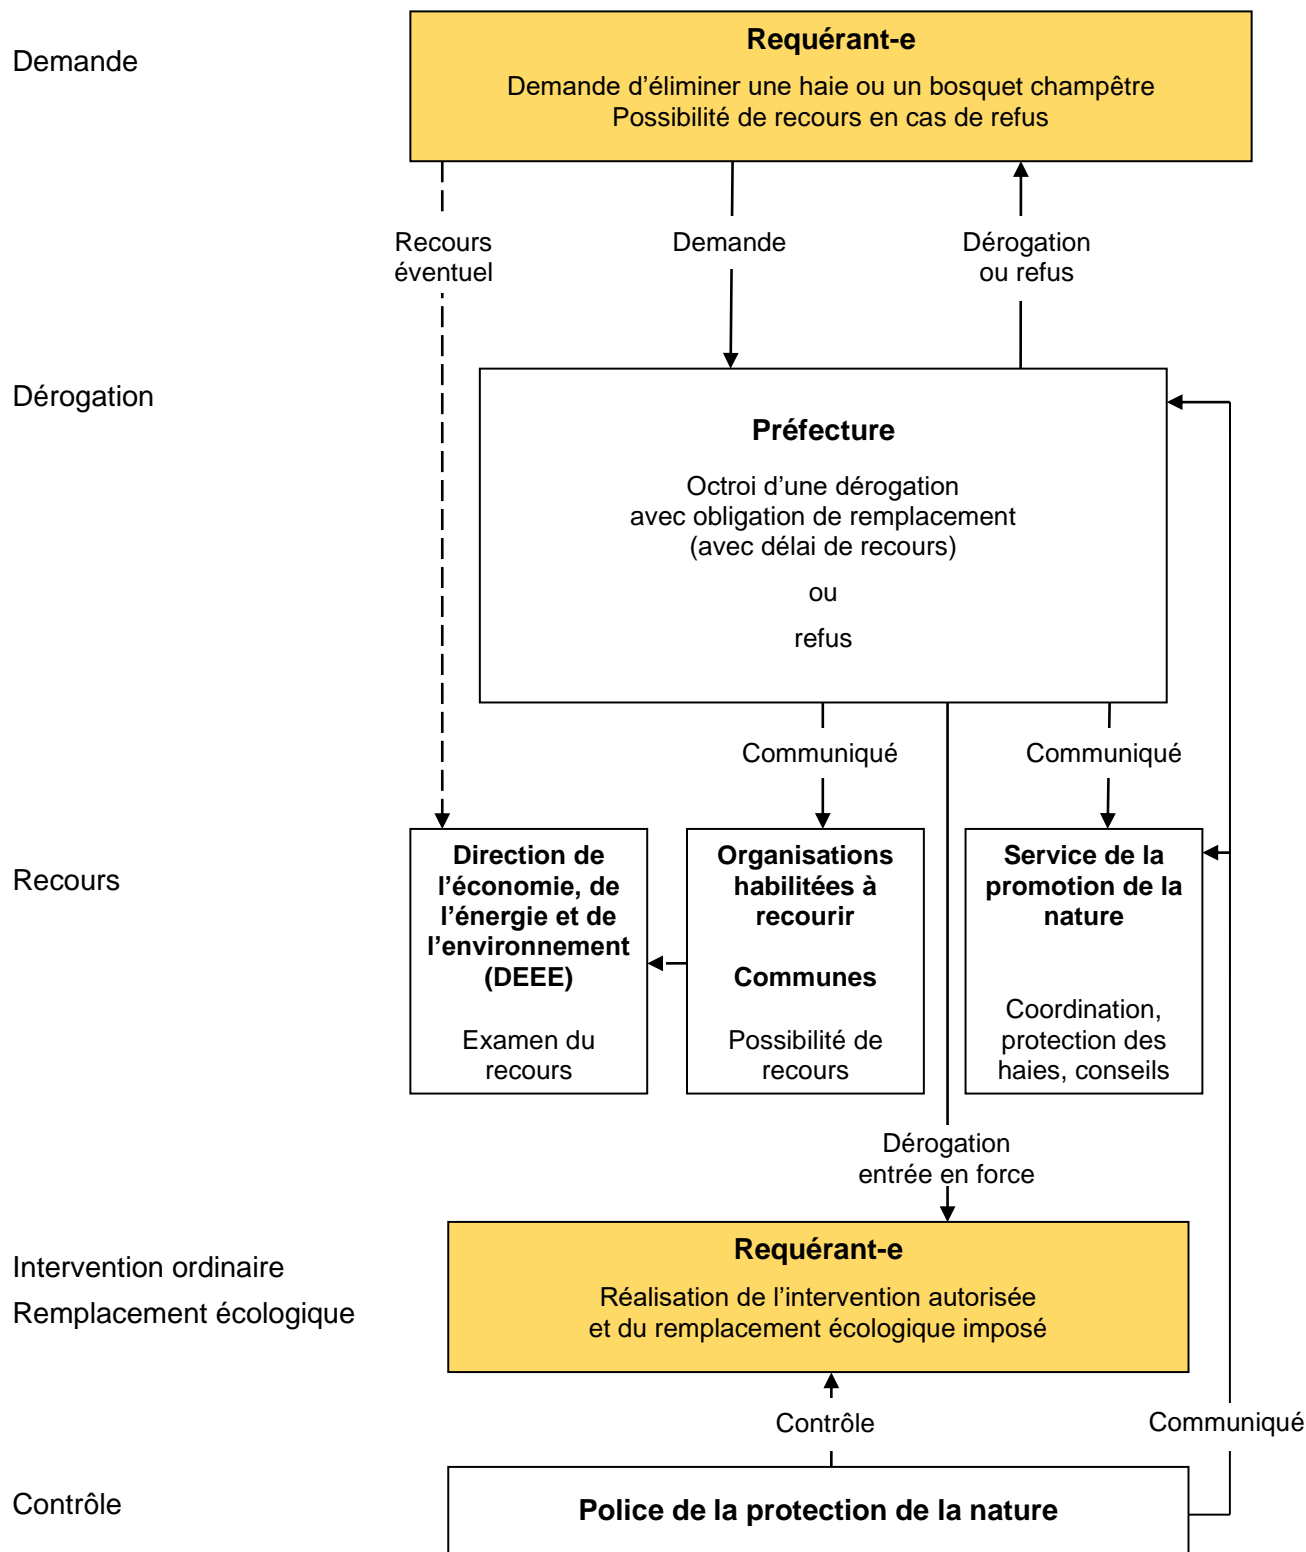 Demande
Requérant-e
Demande d’éliminer une haie ou un bosquet champêtre
Possibilité de recours en cas de refus
Recours
éventuel
Demande
Dérogation
ou refus
Dérogation
Préfecture
Octroi d’une dérogation
avec obligation de remplacement
(avec délai de recours)
ou
refus
Communiqué
Communiqué
Recours
Direction de
l’économie, de
l’énergie et de
l’environnement
(DEEE)
Examen du
recours
Organisations
habilitées à
recourir
Communes
Possibilité de
recours
Service de la
promotion de la
nature
Coordination,
protection des
haies, conseils
Dérogation
entrée en force
Intervention ordinaire
Remplacement écologique
Requérant-e
Réalisation de l’intervention autorisée
et du remplacement écologique imposé
Contrôle
Communiqué
Contrôle
Police de la protection de la nature